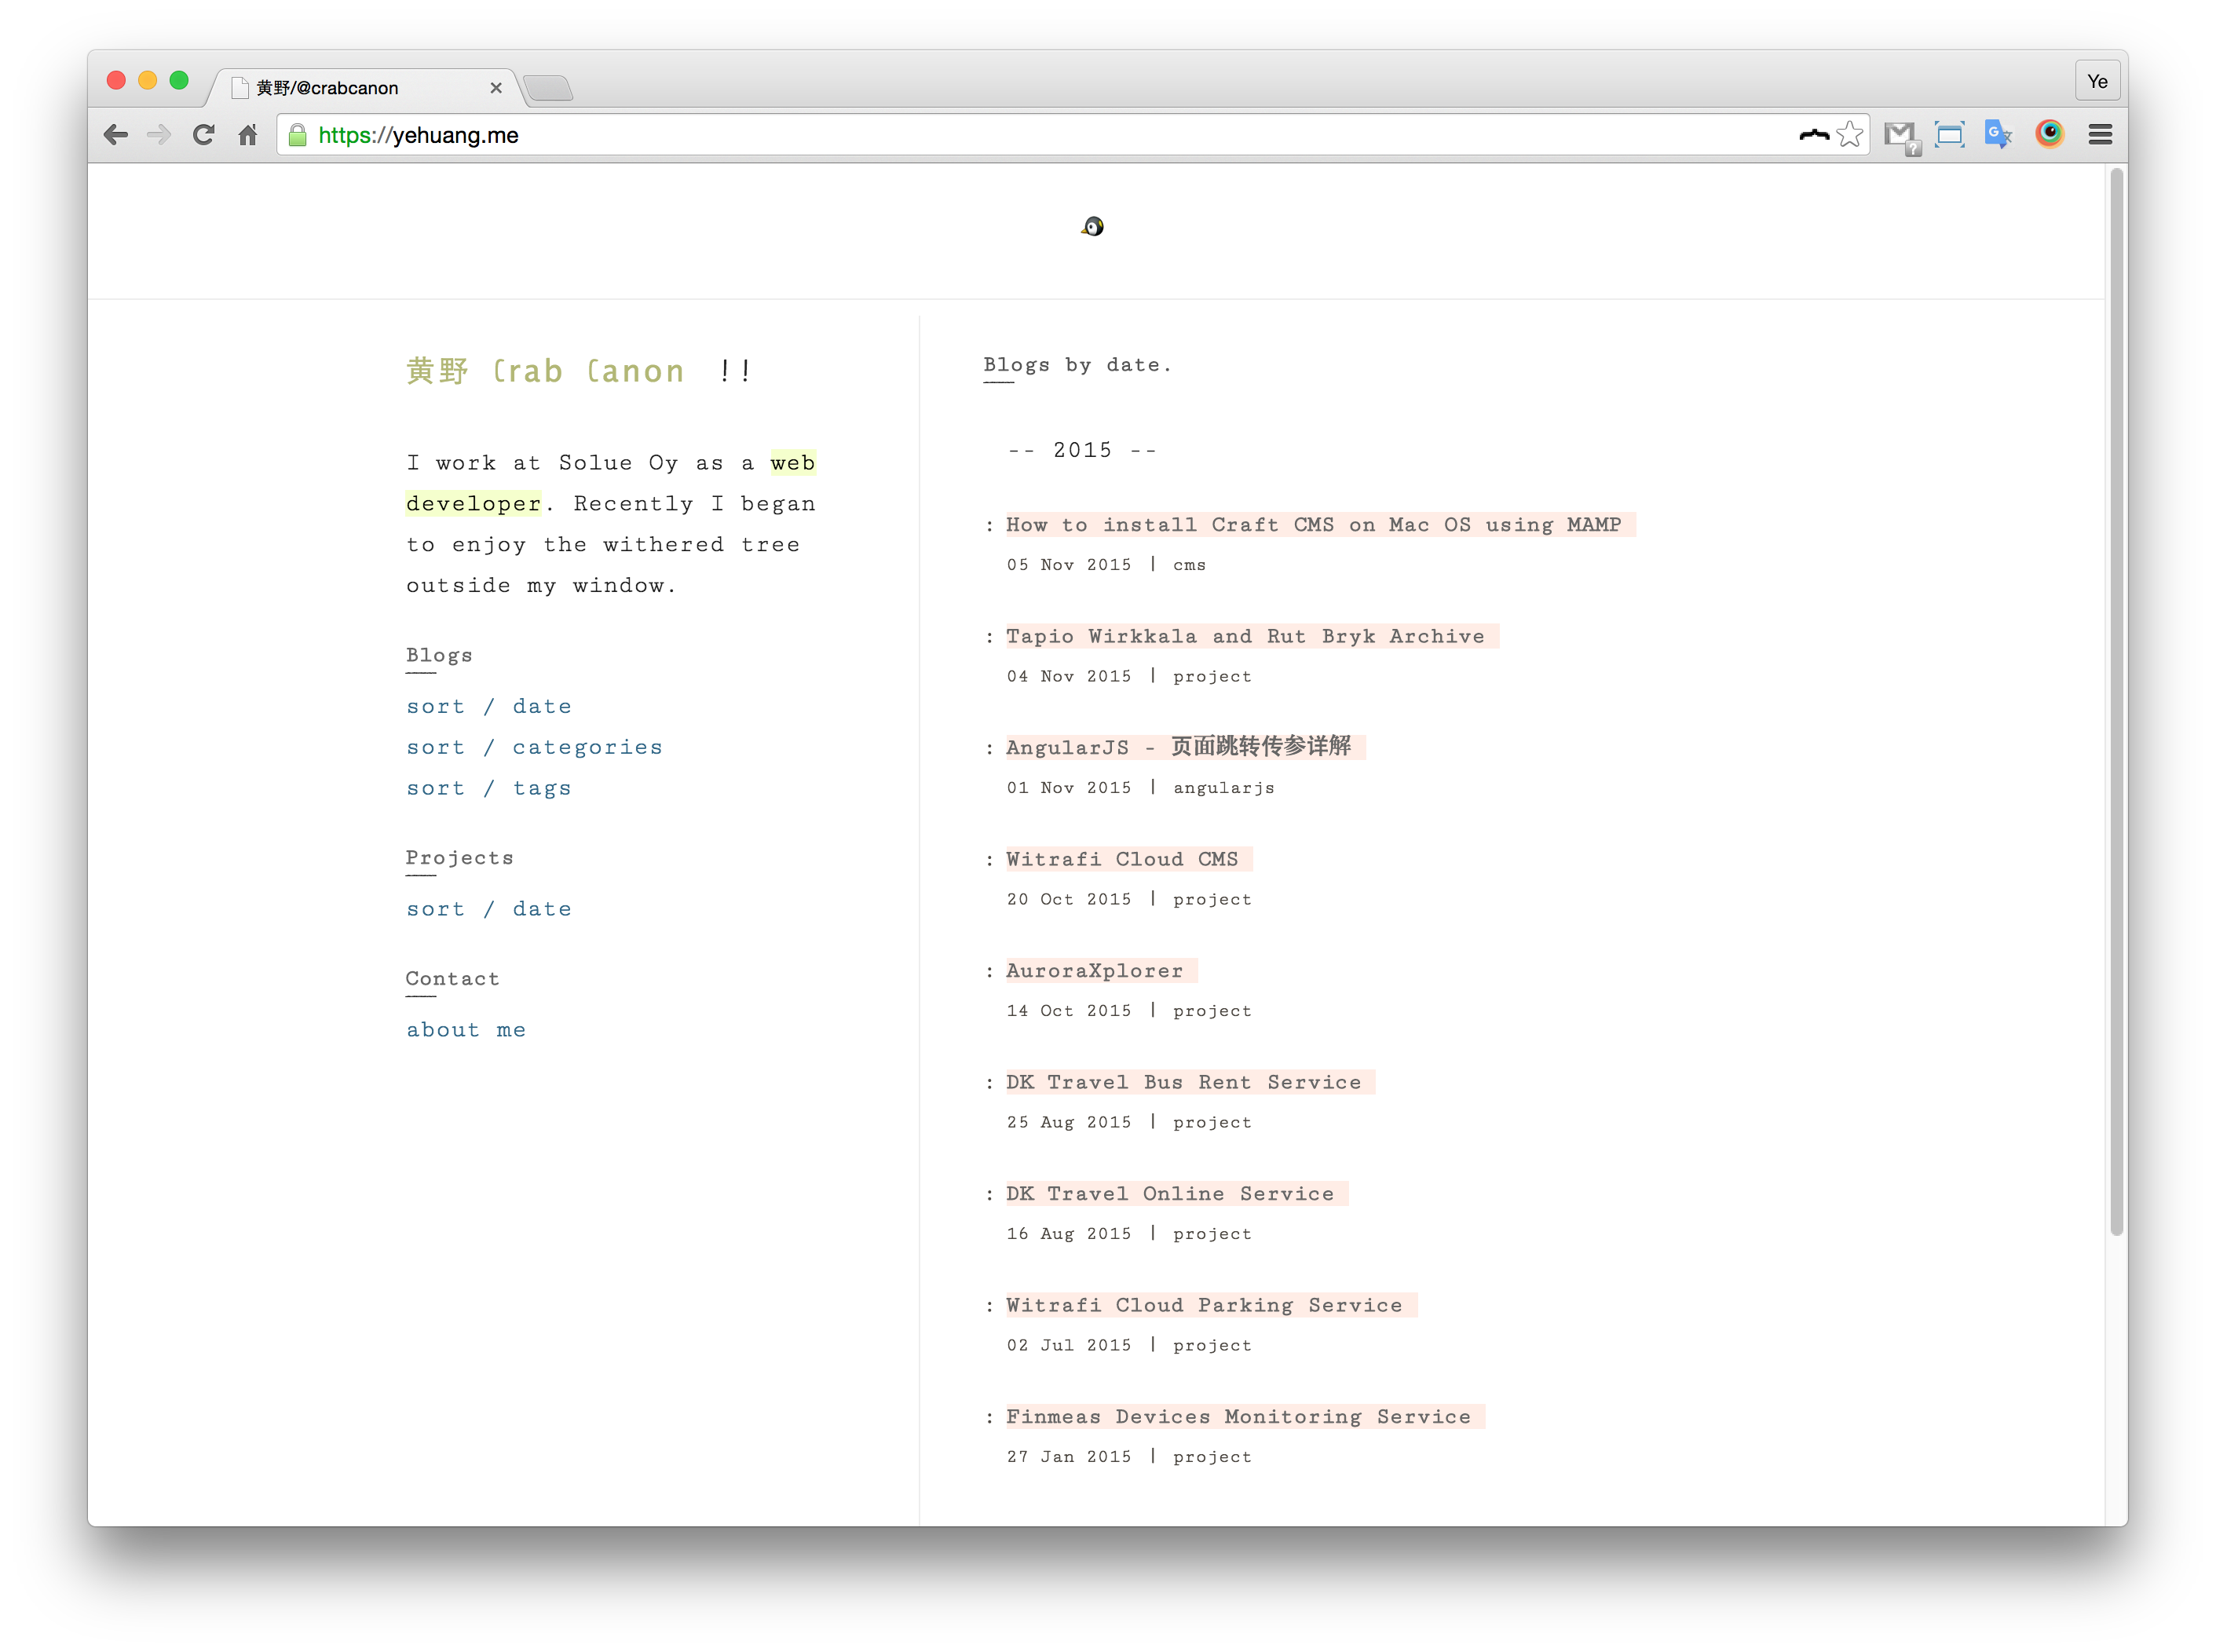 黄野/@crabcanon
Ye
https://yehuang.me
黄野 Crab Canon !!
I work at Solue Oy as a web
developer. Recently I began
to enjoy the withered tree
outside my window.
Blogs
sort / date
sort / categories
sort / tags
Projects
sort / date
Contact
about me
Blogs by date.
-- 2015 --
: How to install Craft CMS on Mac OS using MAMP
05 Nov 2015 | cms
: Tapio Wirkkala and Rut Bryk Archive
04 Nov 2015 | project
: AngularJS - 页面跳转传参详解
01 Nov 2015 | angularjs
: Witrafi Cloud CMS
20 Oct 2015 | project
: AuroraXplorer
14 Oct 2015 | project
: DK Travel Bus Rent Service
25 Aug 2015 | project
: DK Travel Online Service
16 Aug 2015 | project
: Witrafi Cloud Parking Service
02 Jul 2015 | project
: Finmeas Devices Monitoring Service
27 Jan 2015 | project